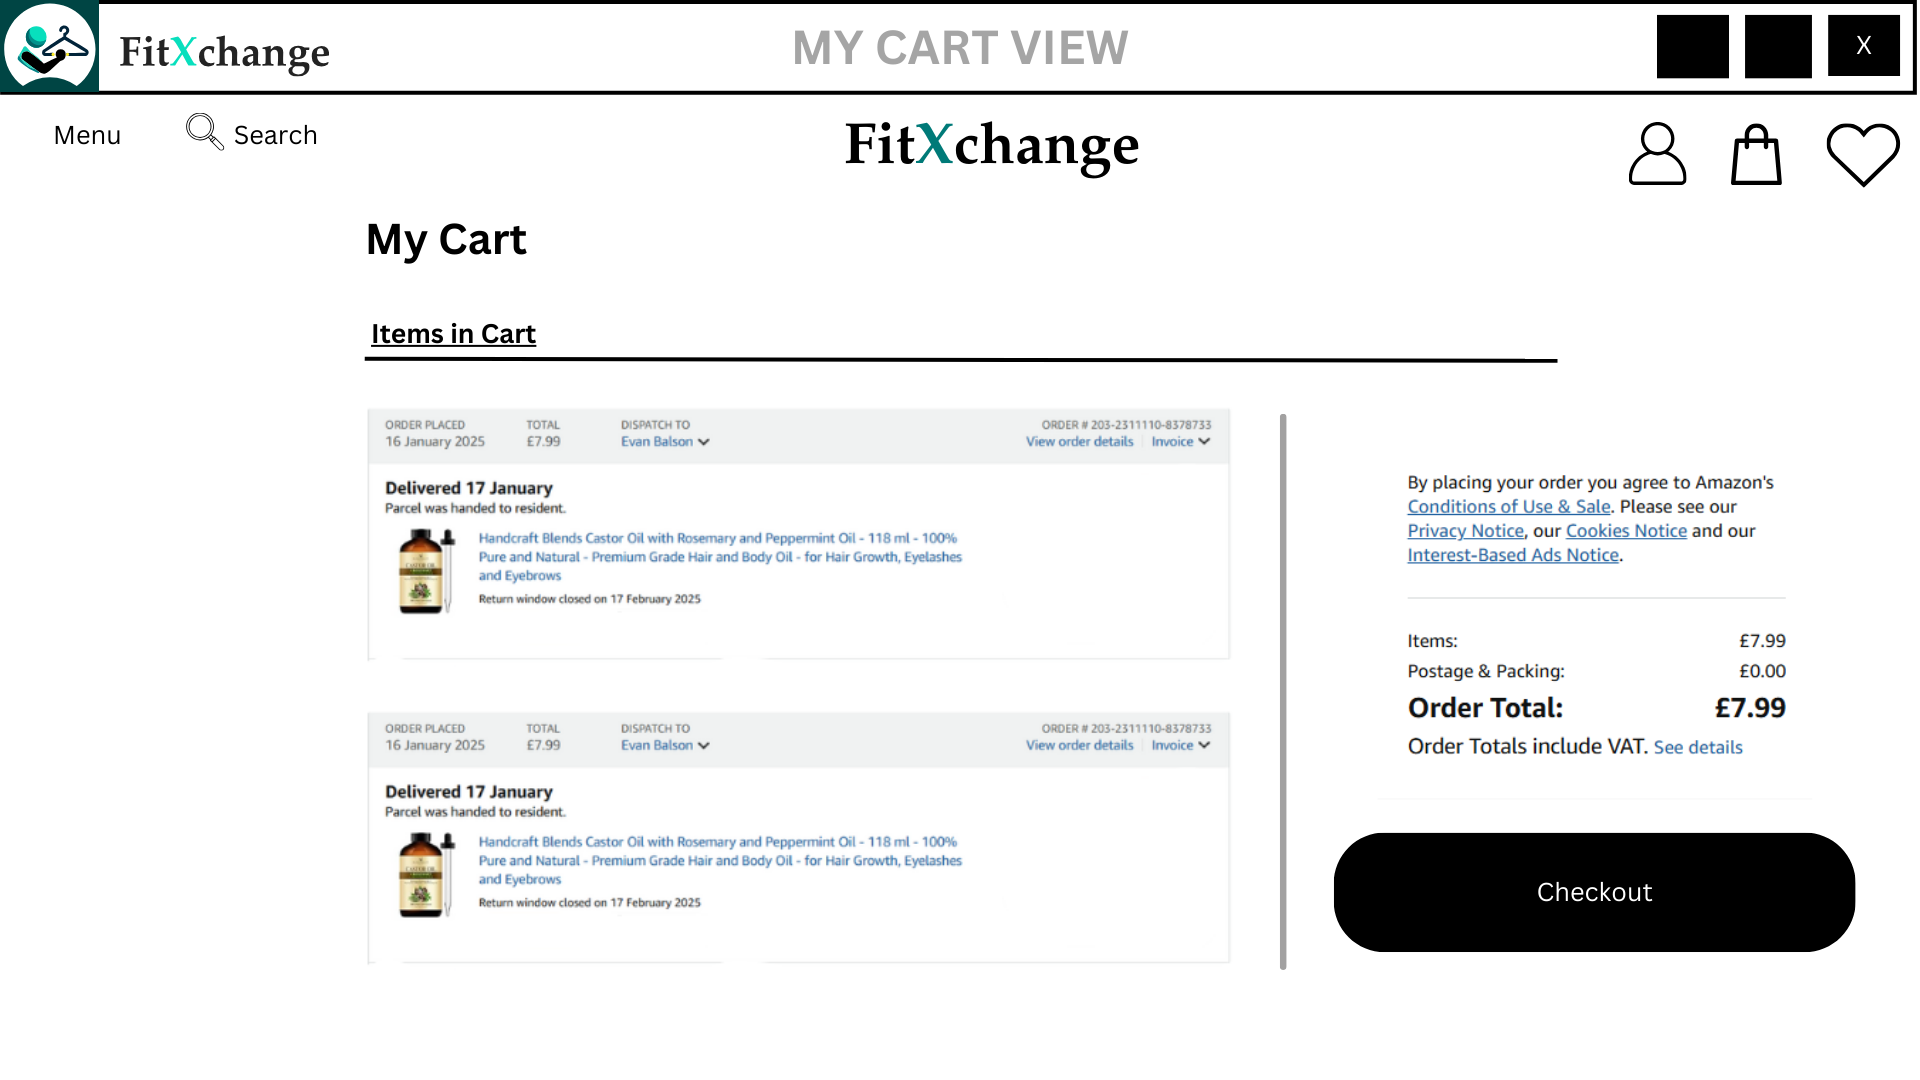 FitXchange
MY CART VIEW
X
Menu
Search
FitXchange
My Cart
Items in Cart
ORDER PLACED TOTAL DISPATCH TO ORDER # 203-2311110-8378733
16 January 2025 £7.99 Evan Balson View order details Invoice
Delivered 17 January
Parcel was handed to resident.
CASTOR OIL
Handcraft Blends Castor Oil with Rosemary and Peppermint Oil - 118 ml - 100%
Pure and Natural - Premium Grade Hair and Body Oil - for Hair Growth, Eyelashes
and Eyebrows
Return window closed on 17 February 2025
ORDER PLACED TOTAL DISPATCH TO ORDER # 203-2311110-8378733
16 January 2025 £7.99 Evan Balson View order details Invoice
Delivered 17 January
Parcel was handed to resident.
CASTOR OIL
Handcraft Blends Castor Oil with Rosemary and Peppermint Oil - 118 ml - 100%
Pure and Natural - Premium Grade Hair and Body Oil - for Hair Growth, Eyelashes
and Eyebrows
Return window closed on 17 February 2025
By placing your order you agree to Amazon's
Conditions of Use & Sale. Please see our
Privacy Notice, our Cookies Notice and our
Interest-Based Ads Notice.
Items: £7.99
Postage & Packing: £0.00
Order Total: £7.99
Order Totals include VAT. See details
Checkout